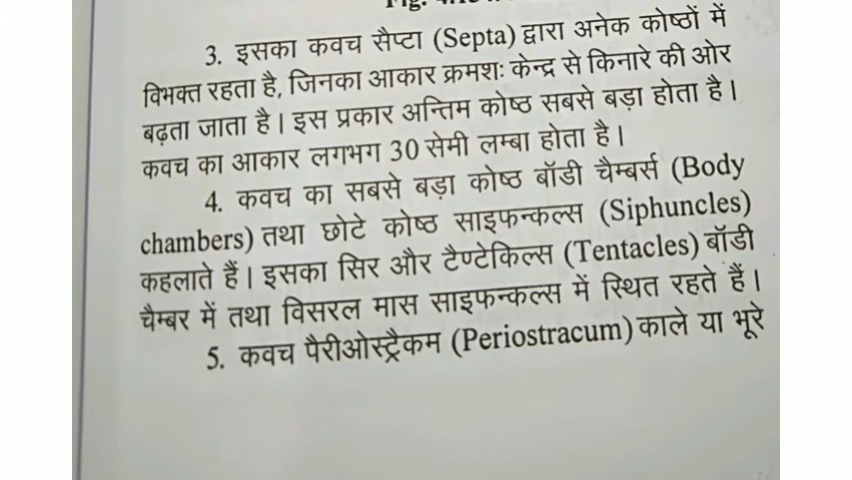 3. इसका कवच सैप्टा (Septa) द्वारा अनेक कोष्ठों में
विभक्त रहता है, जिनका आकार क्रमशः केन्द्र से किनारे की ओर
बढ़ता जाता है। इस प्रकार अन्तिम कोष्ठ सबसे बड़ा होता है।
कवच का आकार लगभग 30 सेमी लम्बा होता है।
4. कवच का सबसे बड़ा कोष्ठ बॉडी चैम्बर्स (Body
chambers) तथा छोटे कोष्ठ साइफन्कल्स (Siphuncles)
कहलाते हैं। इसका सिर और टैण्टेकिल्स (Tentacles) बॉडी
चैम्बर में तथा विसरल मास साइफन्कल्स में स्थित रहते हैं।
5. कवच पैरीओस्ट्रैकम (Periostracum) काले या भूरे